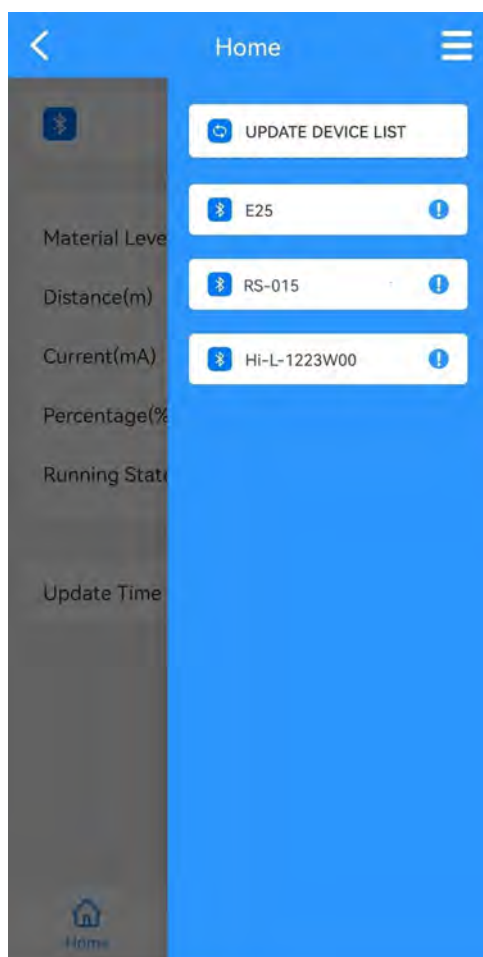 Home
UPDATE DEVICE LIST
E25
Material Leve
RS-015
Distance(m)
Current(mA)
Hi-L-1223W00
Percentage(%
Running State
Update Time
Home